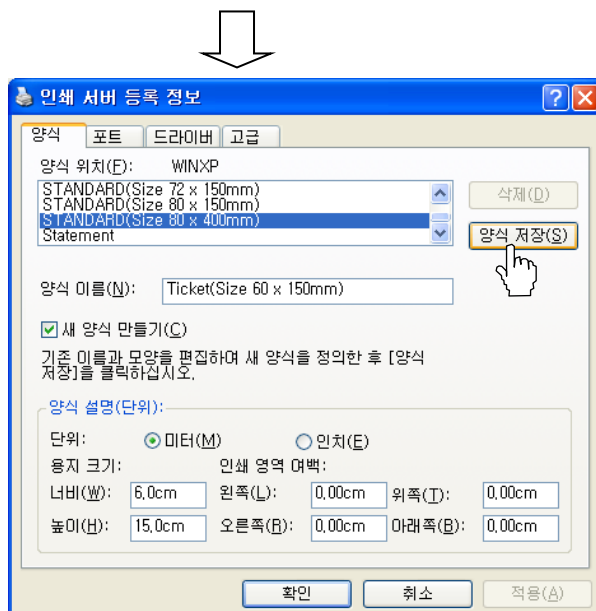 인쇄 서버 등록 정보
양식 포트 드라이버 고급
양식 위치(F): WINXP
STANDARD(Size 72 x 150mm)
STANDARD(Size 80 x 150mm)
STANDARD(Size 80 x 400mm)
Statement
삭제(D)
양식 저장(S)
양식 이름(N): Ticket(Size 60 x 150mm)
새 양식 만들기(C)
기존 이름과 모양을 편집하며 새 양식을 정의한 후 [양식
저장]을 클릭하십시오.
양식 설명(단위):
단위: 미터(M) 인치(E)
용지 크기: 인쇄 영역 여백:
너비(W): 6.0cm 왼쪽(L): 0.00cm 위쪽(T): 0.00cm
높이(H): 15.0cm 오른쪽(R): 0.00cm 아래쪽(B): 0.00cm
확인 취소 적용(A)